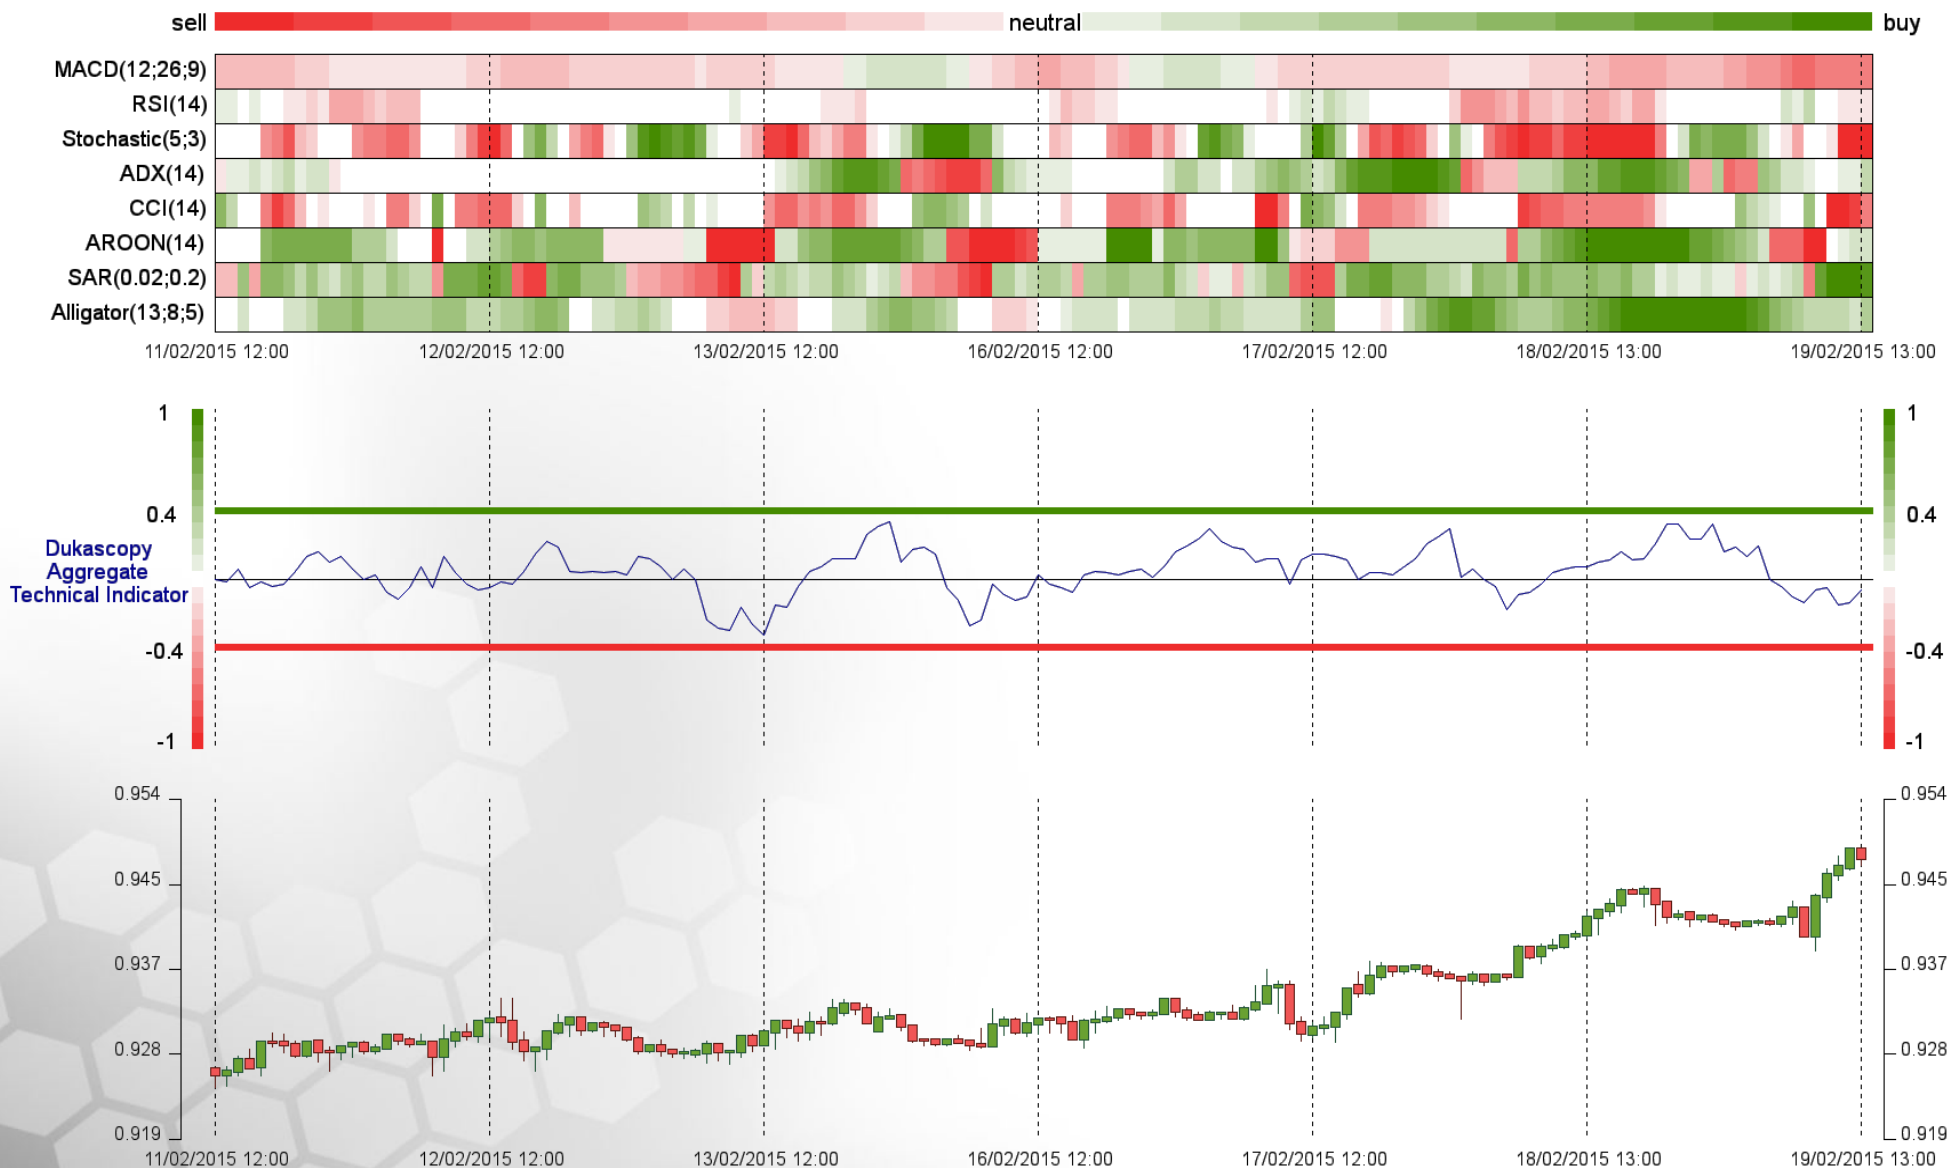 sell neutral buy
MACD(12;26;9)
RSI(14)
Stochastic(5;3)
ADX(14)
CCI(14)
AROON(14)
SAR(0.02;0.2)
Alligator(13;8;5)
11/02/2015 12:00 12/02/2015 12:00 13/02/2015 12:00 16/02/2015 12:00 17/02/2015 12:00 18/02/2015 13:00 19/02/2015 13:00
1 1
0.4 0.4
Dukascopy
Aggregate
Technical Indicator
-0.4 -0.4
-1 -1
0.954 0.954
0.945 0.945
0.937 0.937
0.928 0.928
0.919 0.919
11/02/2015 12:00 12/02/2015 12:00 13/02/2015 12:00 16/02/2015 12:00 17/02/2015 12:00 18/02/2015 13:00 19/02/2015 13:00